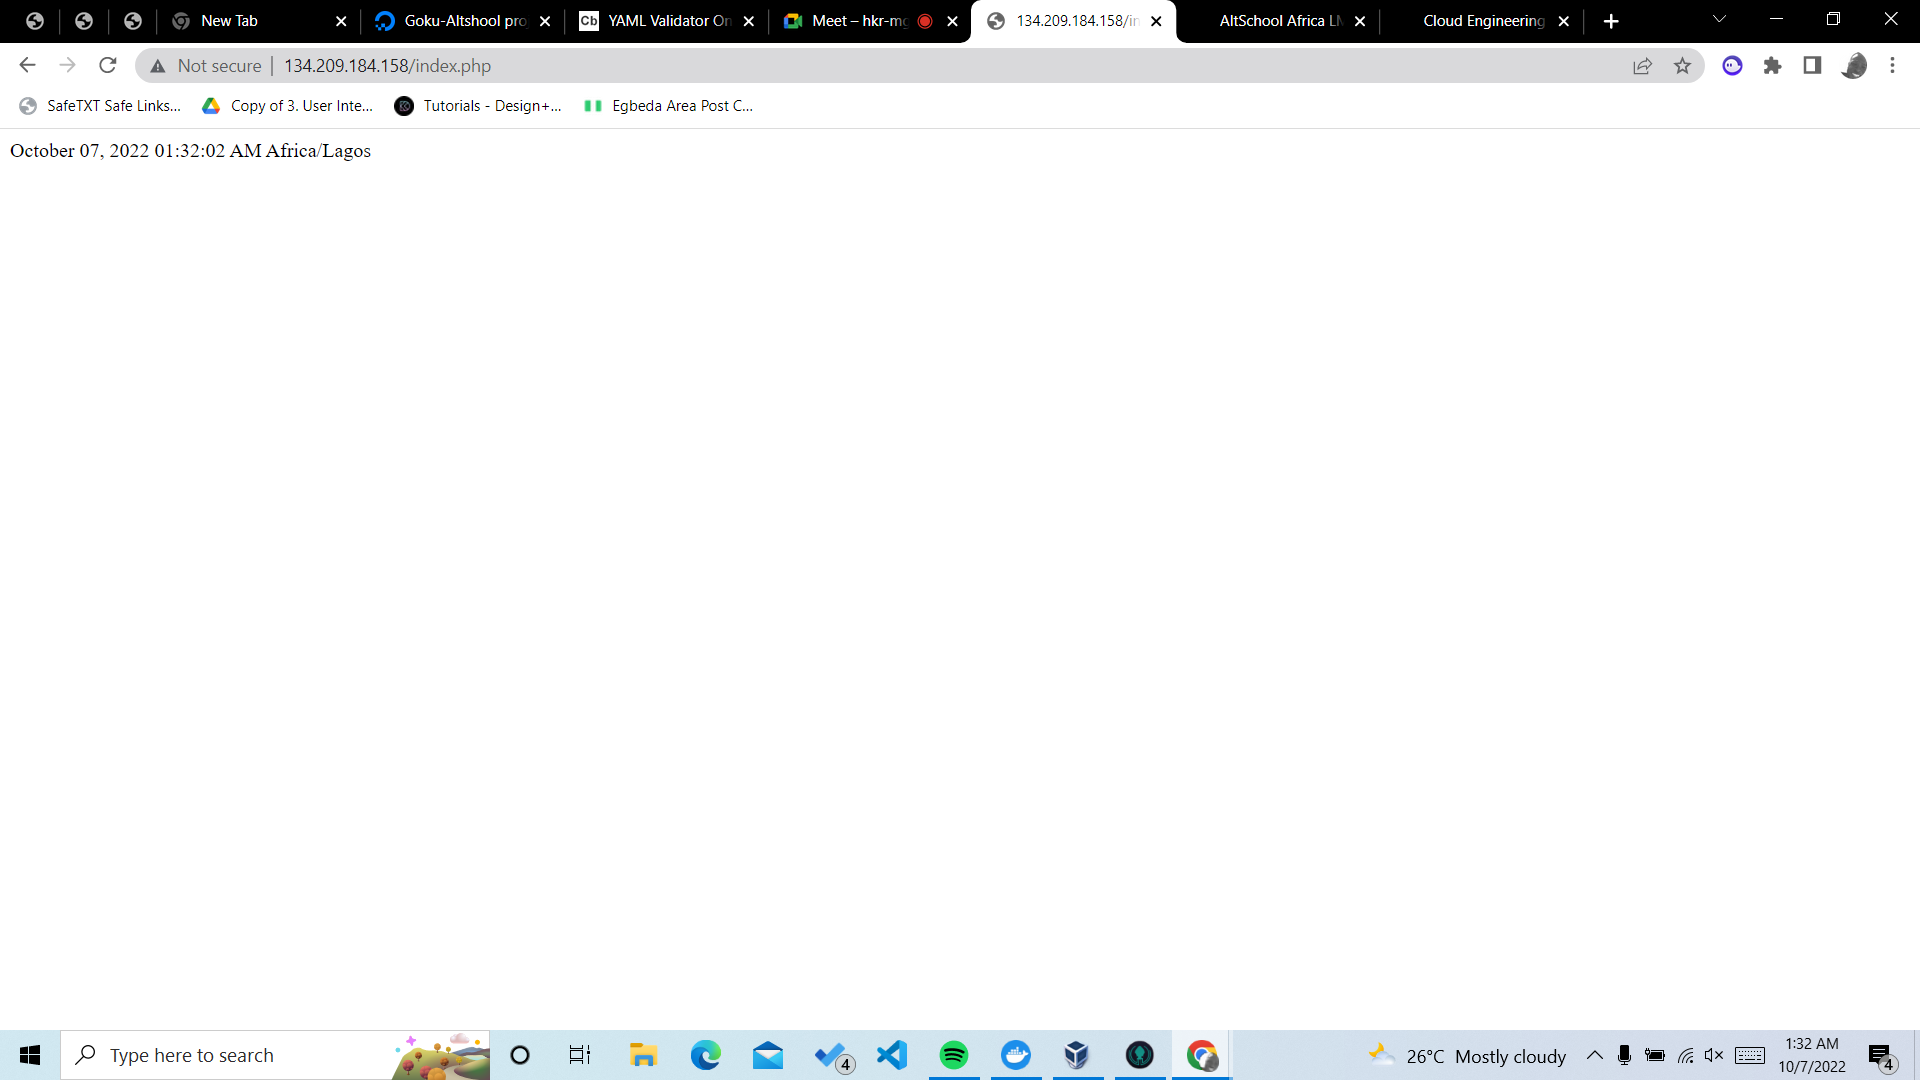 New Tab
Goku-Altshool pro
YAML Validator On
Meet – hkr-mo
134.209.184.158/in
AltSchool Africa LM
Cloud Engineering
Not secure
134.209.184.158/index.php
SafeTXT Safe Links...
Copy of 3. User Inte...
Tutorials - Design+...
Egbeda Area Post C...
October 07, 2022 01:32:02 AM Africa/Lagos
Type here to search
4
26°C Mostly cloudy
1:32 AM
10/7/2022
4